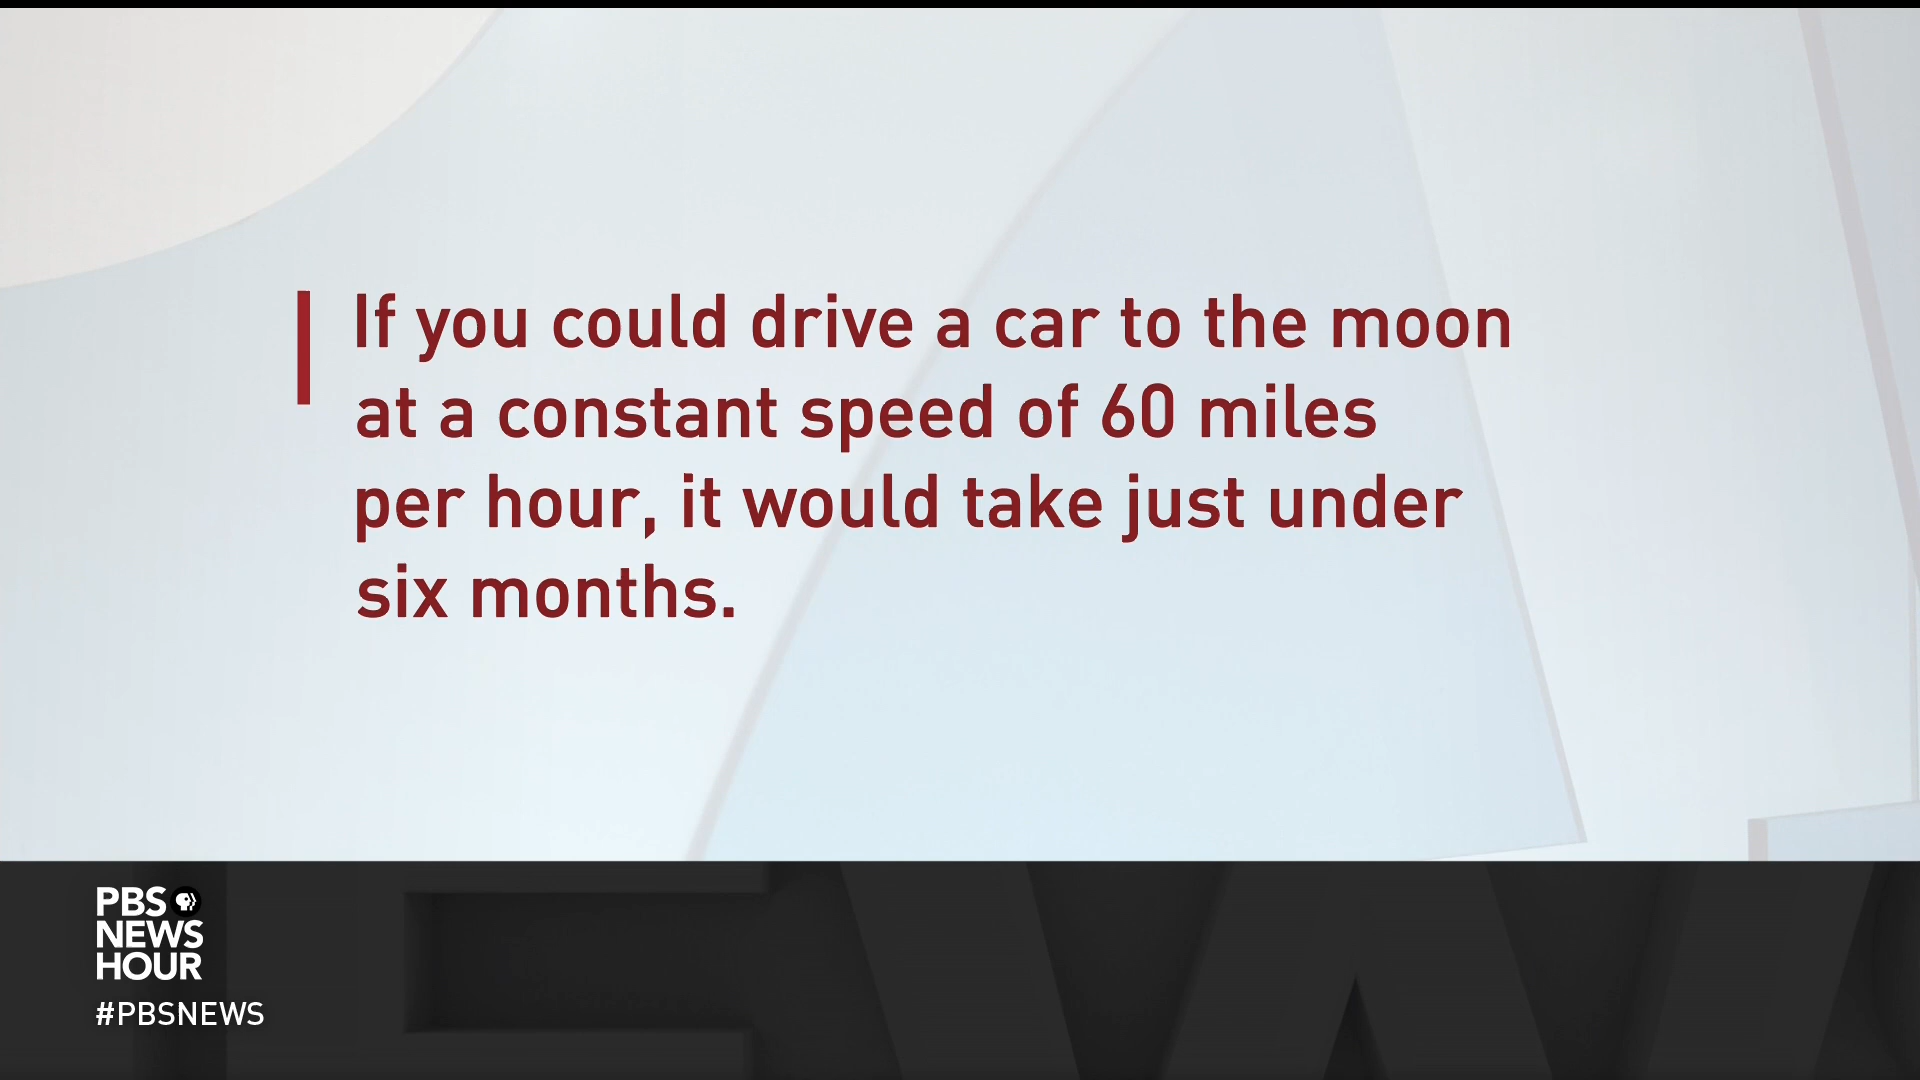 If you could drive a car to the moon
at a constant speed of 60 miles
per hour, it would take just under
six months.
PBS
NEWS
HOUR
#PBSNEWS